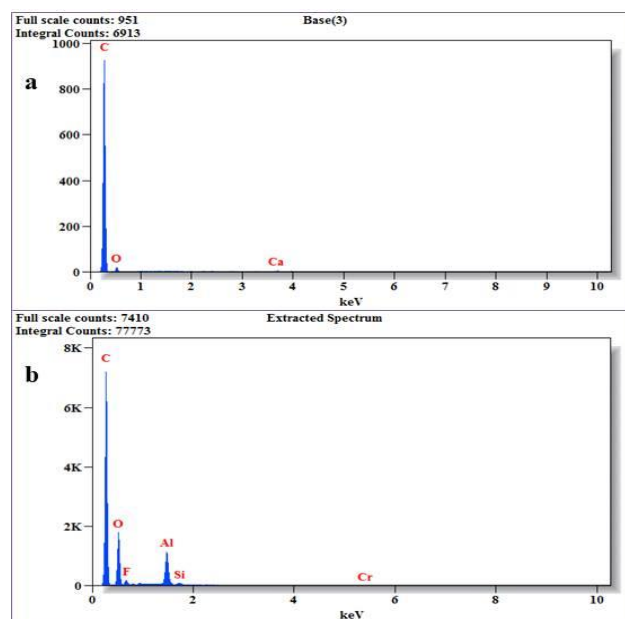 Full scale counts: 951 Base(3)
Integral Counts: 6913
1000
C
a
800
600
400
200
O
Ca
0
0 1 2 3 4 5 6 7 8 9 10
keV
Full scale counts: 7410 Extracted Spectrum
Integral Counts: 77773
8K
C
b
6K
4K
2K
O
Al
F
Si
Cr
0
0 2 4 6 8 10
keV